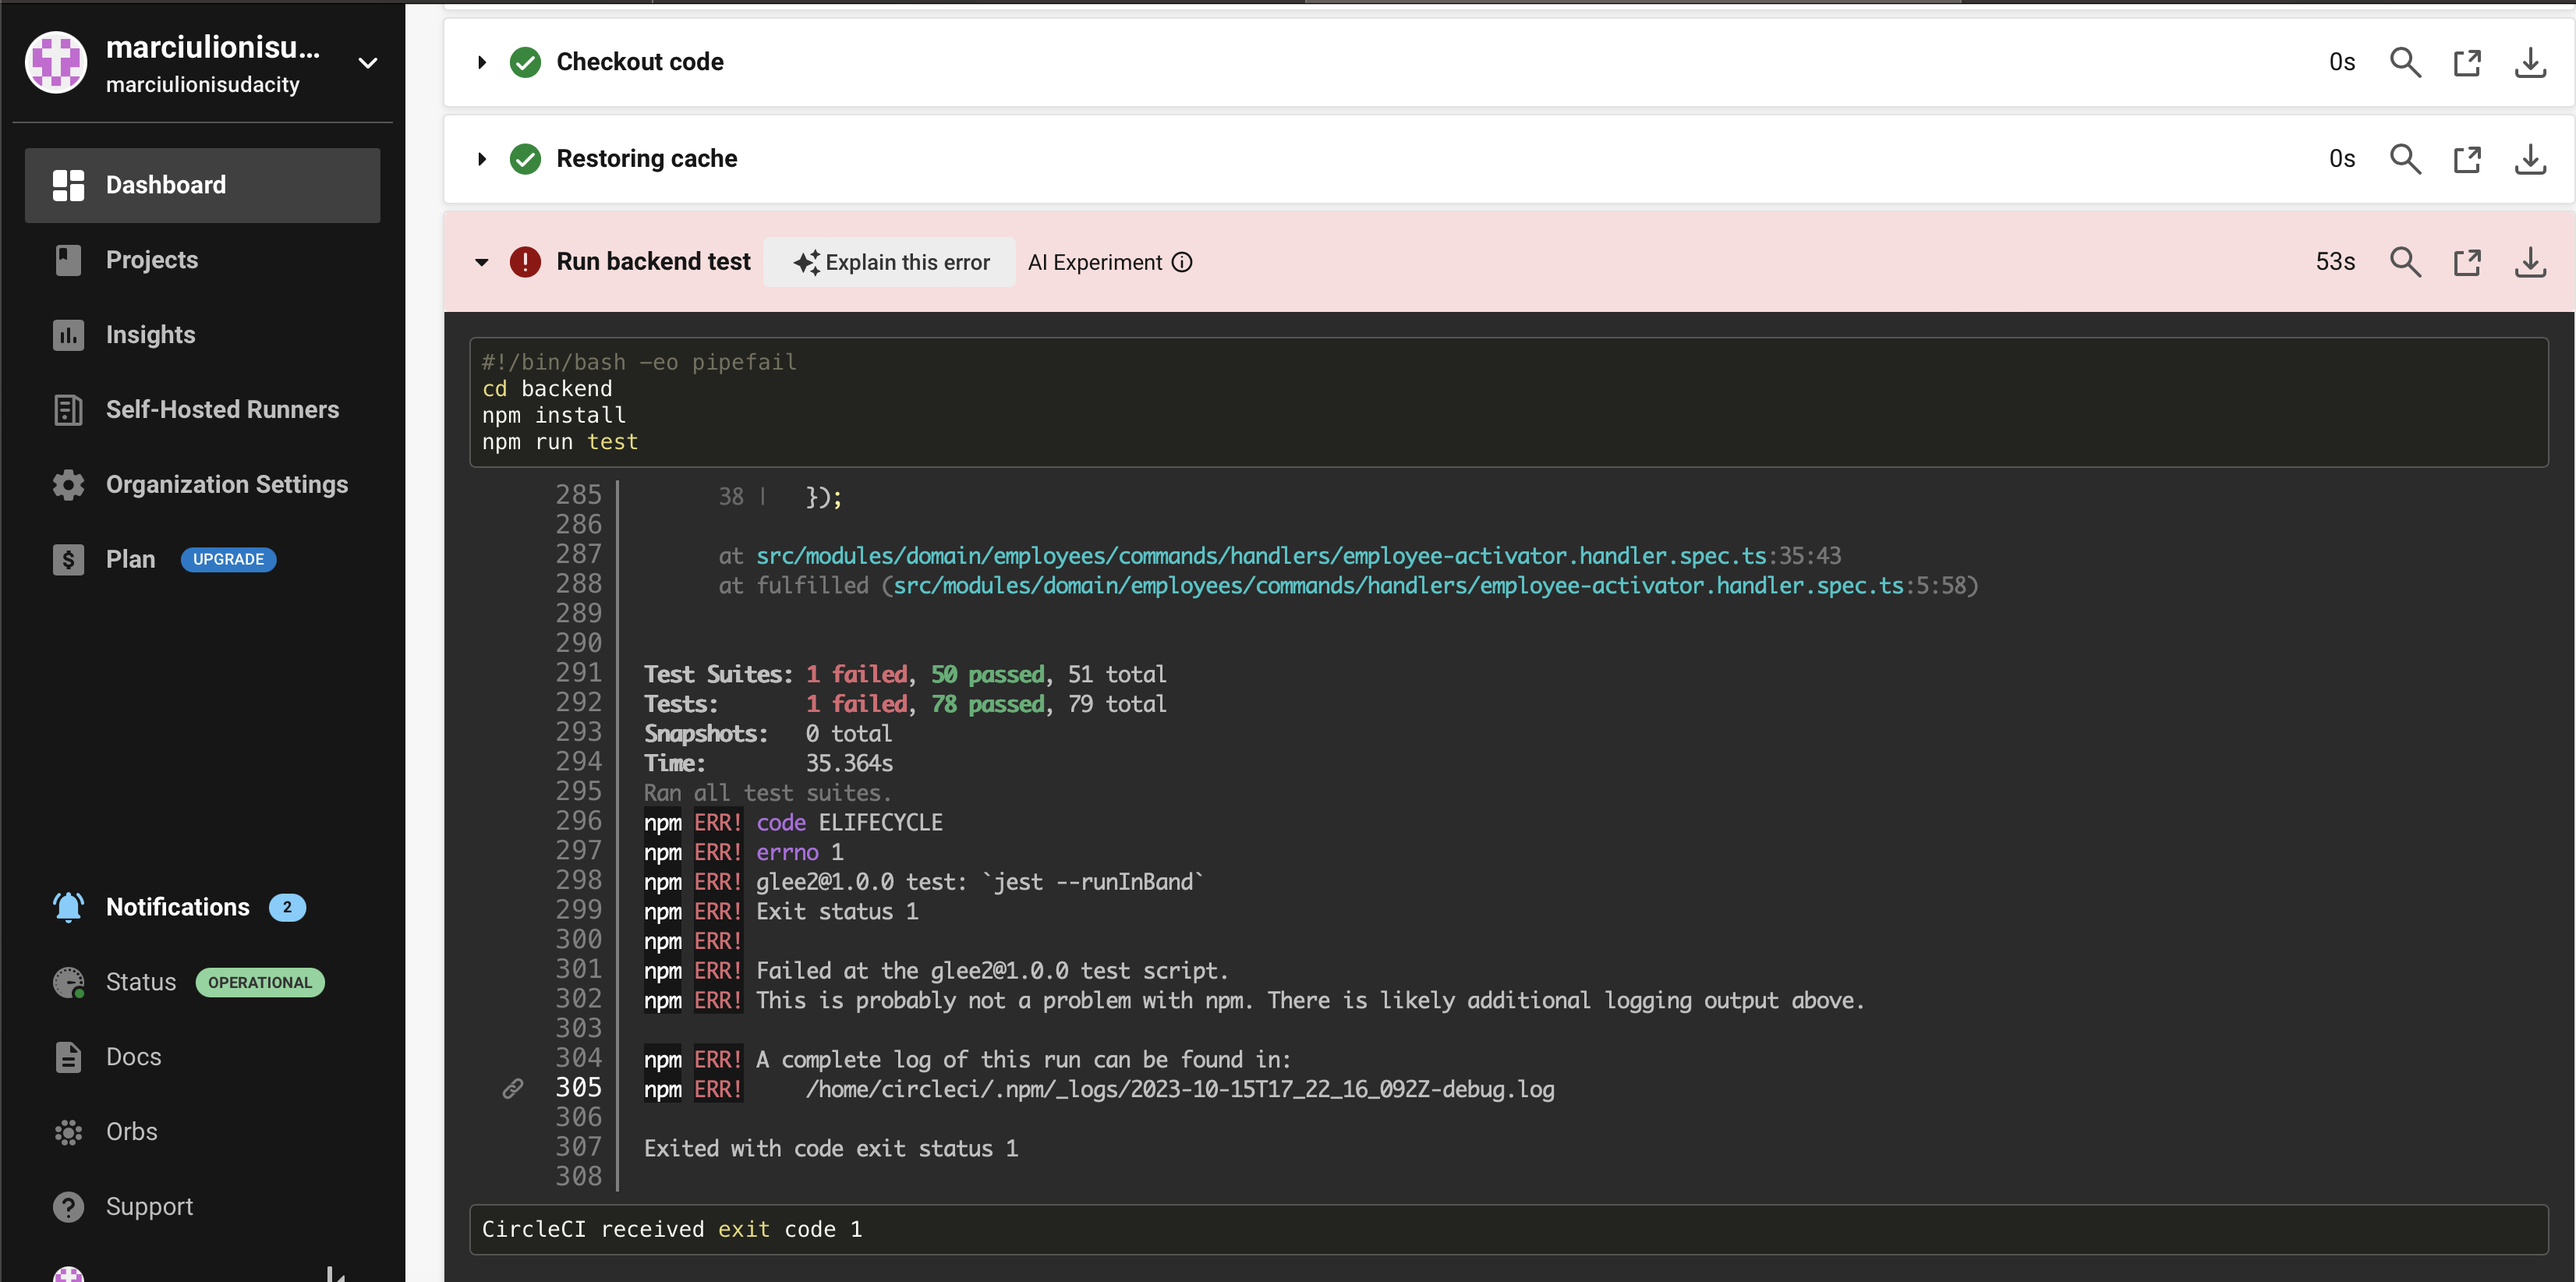 marciulionisu...
marciulionisudacity
Dashboard
Projects
Insights
Self-Hosted Runners
Organization Settings
Plan UPGRADE
Notifications 2
Status OPERATIONAL
Docs
Orbs
Support
Checkout code 0s
Restoring cache 0s
Run backend test Explain this error AI Experiment 53s
#!/bin/bash -eo pipefail
cd backend
npm install
npm run test
285 38 | });
286
287 at src/modules/domain/employees/commands/handlers/employee-activator.handler.spec.ts:35:43
288 at fulfilled (src/modules/domain/employees/commands/handlers/employee-activator.handler.spec.ts:5:58)
289
290
291 Test Suites: 1 failed, 50 passed, 51 total
292 Tests: 1 failed, 78 passed, 79 total
293 Snapshots: 0 total
294 Time: 35.364s
295 Ran all test suites.
296 npm ERR! code ELIFECYCLE
297 npm ERR! errno 1
298 npm ERR! glee2@1.0.0 test: `jest --runInBand`
299 npm ERR! Exit status 1
300 npm ERR!
301 npm ERR! Failed at the glee2@1.0.0 test script.
302 npm ERR! This is probably not a problem with npm. There is likely additional logging output above.
303
304 npm ERR! A complete log of this run can be found in:
305 npm ERR! /home/circleci/.npm/_logs/2023-10-15T17_22_16_092Z-debug.log
306
307 Exited with code exit status 1
308
CircleCI received exit code 1